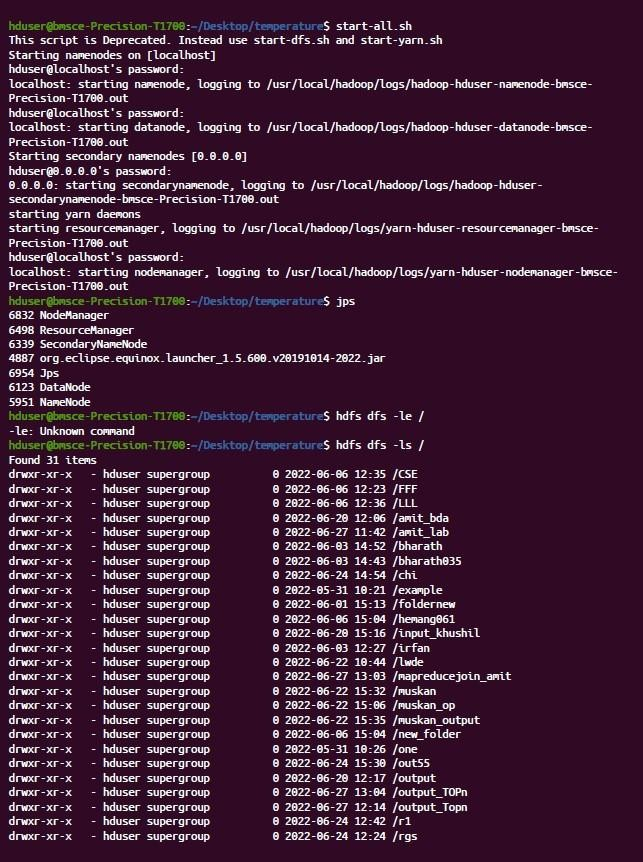 hduser@bmsce-Precision-T1700:~/Desktop/temperature$ start-all.sh
This script is Deprecated. Instead use start-dfs.sh and start-yarn.sh
Starting namenodes on [localhost]
hduser@localhost's password:
localhost: starting namenode, logging to /usr/local/hadoop/logs/hadoop-hduser-namenode-bmsce-
Precision-T1700.out
hduser@localhost's password:
localhost: starting datanode, logging to /usr/local/hadoop/logs/hadoop-hduser-datanode-bmsce-
Precision-T1700.out
Starting secondary namenodes [0.0.0.0]
hduser@0.0.0.0's password:
0.0.0.0: starting secondarynamenode, logging to /usr/local/hadoop/logs/hadoop-hduser-
secondarynamenode-bmsce-Precision-T1700.out
starting yarn daemons
starting resourcemanager, logging to /usr/local/hadoop/logs/yarn-hduser-resourcemanager-bmsce-
Precision-T1700.out
hduser@localhost's password:
localhost: starting nodemanager, logging to /usr/local/hadoop/logs/yarn-hduser-nodemanager-bmsce-
Precision-T1700.out
hduser@bmsce-Precision-T1700:~/Desktop/temperature$ jps
6832 NodeManager
6498 ResourceManager
6339 SecondaryNameNode
4887 org.eclipse.equinox.launcher_1.5.600.v20191014-2022.jar
6954 Jps
6123 DataNode
5951 NameNode
hduser@bmsce-Precision-T1700:~/Desktop/temperature$ hdfs dfs -le /
-le: Unknown command
hduser@bmsce-Precision-T1700:~/Desktop/temperature$ hdfs dfs -ls /
Found 31 items
drwxr-xr-x   - hduser supergroup          0 2022-06-06 12:35 /CSE
drwxr-xr-x   - hduser supergroup          0 2022-06-06 12:23 /FFF
drwxr-xr-x   - hduser supergroup          0 2022-06-06 12:36 /LLL
drwxr-xr-x   - hduser supergroup          0 2022-06-20 12:06 /amit_bda
drwxr-xr-x   - hduser supergroup          0 2022-06-27 11:42 /amit_lab
drwxr-xr-x   - hduser supergroup          0 2022-06-03 14:52 /bharath
drwxr-xr-x   - hduser supergroup          0 2022-06-03 14:43 /bharath035
drwxr-xr-x   - hduser supergroup          0 2022-06-24 14:54 /chi
drwxr-xr-x   - hduser supergroup          0 2022-05-31 10:21 /example
drwxr-xr-x   - hduser supergroup          0 2022-06-01 15:13 /foldernew
drwxr-xr-x   - hduser supergroup          0 2022-06-06 15:04 /hemang061
drwxr-xr-x   - hduser supergroup          0 2022-06-20 15:16 /input_khushil
drwxr-xr-x   - hduser supergroup          0 2022-06-03 12:27 /irfan
drwxr-xr-x   - hduser supergroup          0 2022-06-22 10:44 /lwde
drwxr-xr-x   - hduser supergroup          0 2022-06-27 13:03 /mapreducejoin_amit
drwxr-xr-x   - hduser supergroup          0 2022-06-22 15:32 /muskan
drwxr-xr-x   - hduser supergroup          0 2022-06-22 15:06 /muskan_op
drwxr-xr-x   - hduser supergroup          0 2022-06-22 15:35 /muskan_output
drwxr-xr-x   - hduser supergroup          0 2022-06-06 15:04 /new_folder
drwxr-xr-x   - hduser supergroup          0 2022-05-31 10:26 /one
drwxr-xr-x   - hduser supergroup          0 2022-06-24 15:30 /out55
drwxr-xr-x   - hduser supergroup          0 2022-06-20 12:17 /output
drwxr-xr-x   - hduser supergroup          0 2022-06-27 13:04 /output_TOPn
drwxr-xr-x   - hduser supergroup          0 2022-06-27 12:14 /output_Topn
drwxr-xr-x   - hduser supergroup          0 2022-06-24 12:42 /r1
drwxr-xr-x   - hduser supergroup          0 2022-06-24 12:24 /rgs